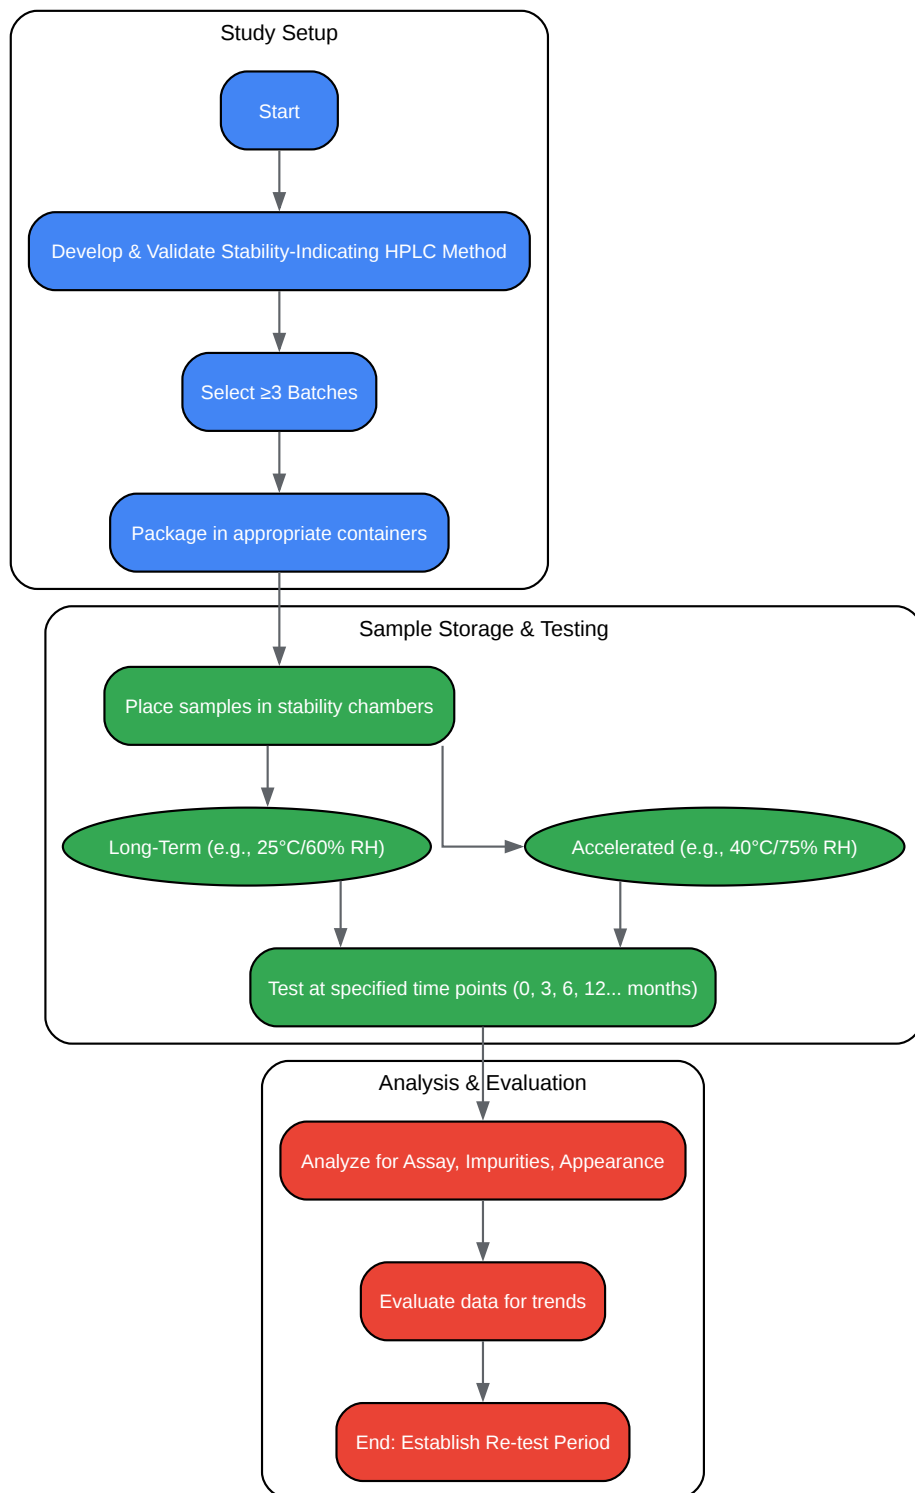 Study Setup
Start
Develop & Validate Stability-Indicating HPLC Method
Select ≥3 Batches
Package in appropriate containers
Sample Storage & Testing
Place samples in stability chambers
Long-Term (e.g., 25°C/60% RH)
Accelerated (e.g., 40°C/75% RH)
Test at specified time points (0, 3, 6, 12... months)
Analysis & Evaluation
Analyze for Assay, Impurities, Appearance
Evaluate data for trends
End: Establish Re-test Period